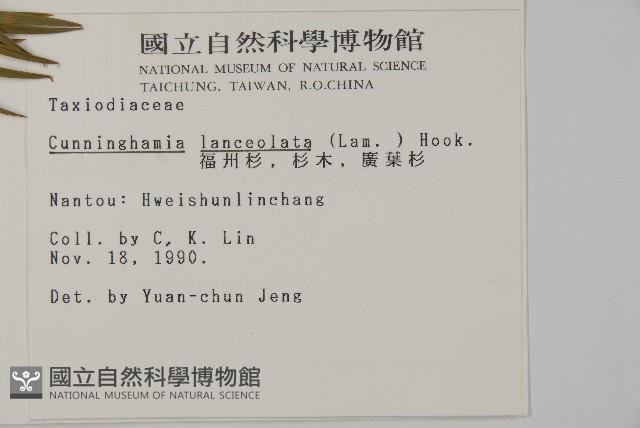 國立自然科學博物館
NATIONAL MUSEUM OF NATURAL SCIENCE
TAICHUNG, TAIWAN, R.O.CHINA
Taxiodiaceae
Cunninghamia lanceolata (Lam. ) Hook.
福州杉, 杉木, 廣葉杉
Nantou: Hweishunlinchang
Coll. by C, K. Lin
Nov. 18, 1990.
Det. by Yuan-chun Jeng
國立自然科學博物館
NATIONAL MUSEUM OF NATURAL SCIENCE